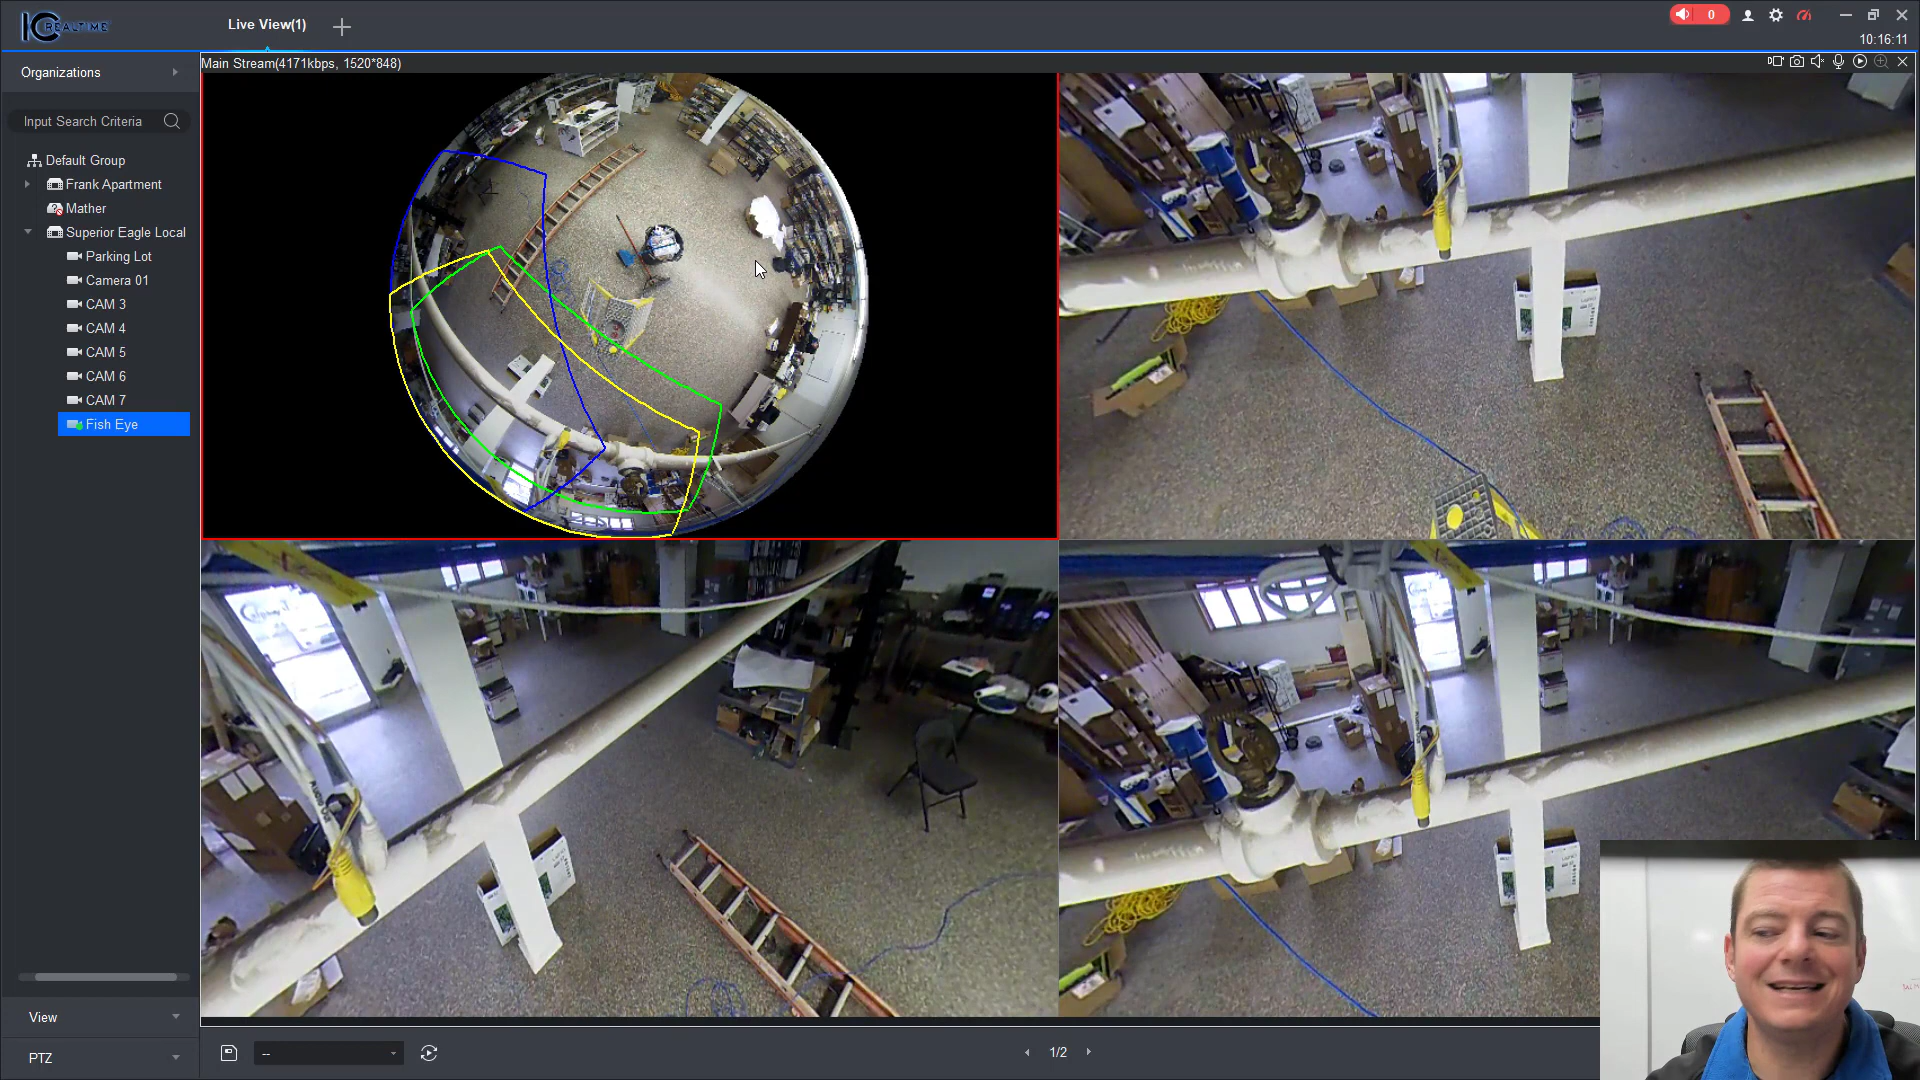 IC REALTIME
Live View(1)
0
10:16:11
Organizations
Main Stream(4171kbps, 1520*848)
Input Search Criteria
Default Group
Frank Apartment
Mather
Superior Eagle Local
Parking Lot
Camera 01
CAM 3
CAM 4
CAM 5
CAM 6
CAM 7
Fish Eye
View
PTZ
--
1/2